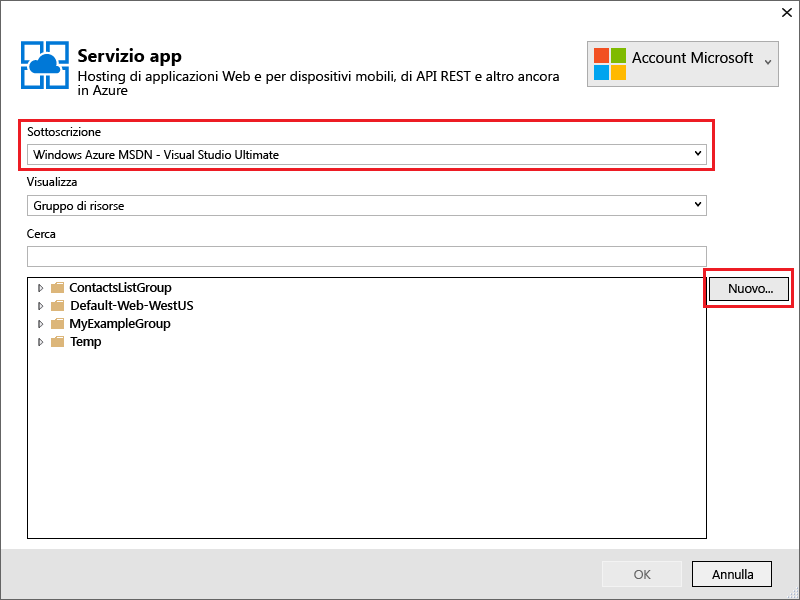 Servizio app
Hosting di applicazioni Web e per dispositivi mobili, di API REST e altro ancora
in Azure
Account Microsoft
Sottoscrizione
Windows Azure MSDN - Visual Studio Ultimate
Visualizza
Gruppo di risorse
Cerca
ContactsListGroup
Default-Web-WestUS
MyExampleGroup
Temp
Nuovo...
OK
Annulla